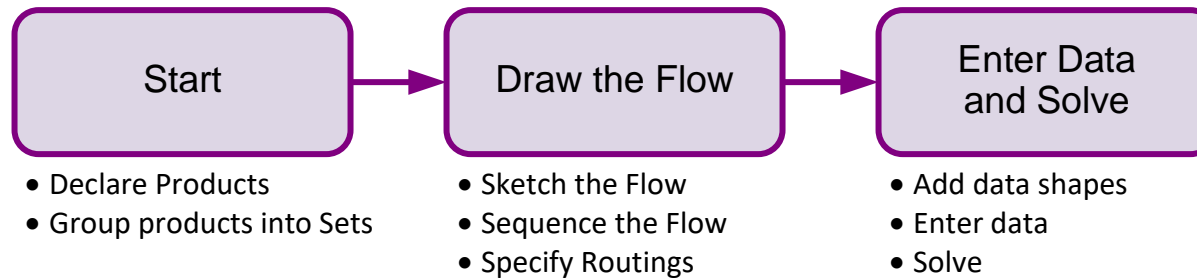 Start
Draw the Flow
Enter Data
and Solve
• Declare Products
• Group products into Sets
• Sketch the Flow
• Sequence the Flow
• Specify Routings
• Add data shapes
• Enter data
• Solve